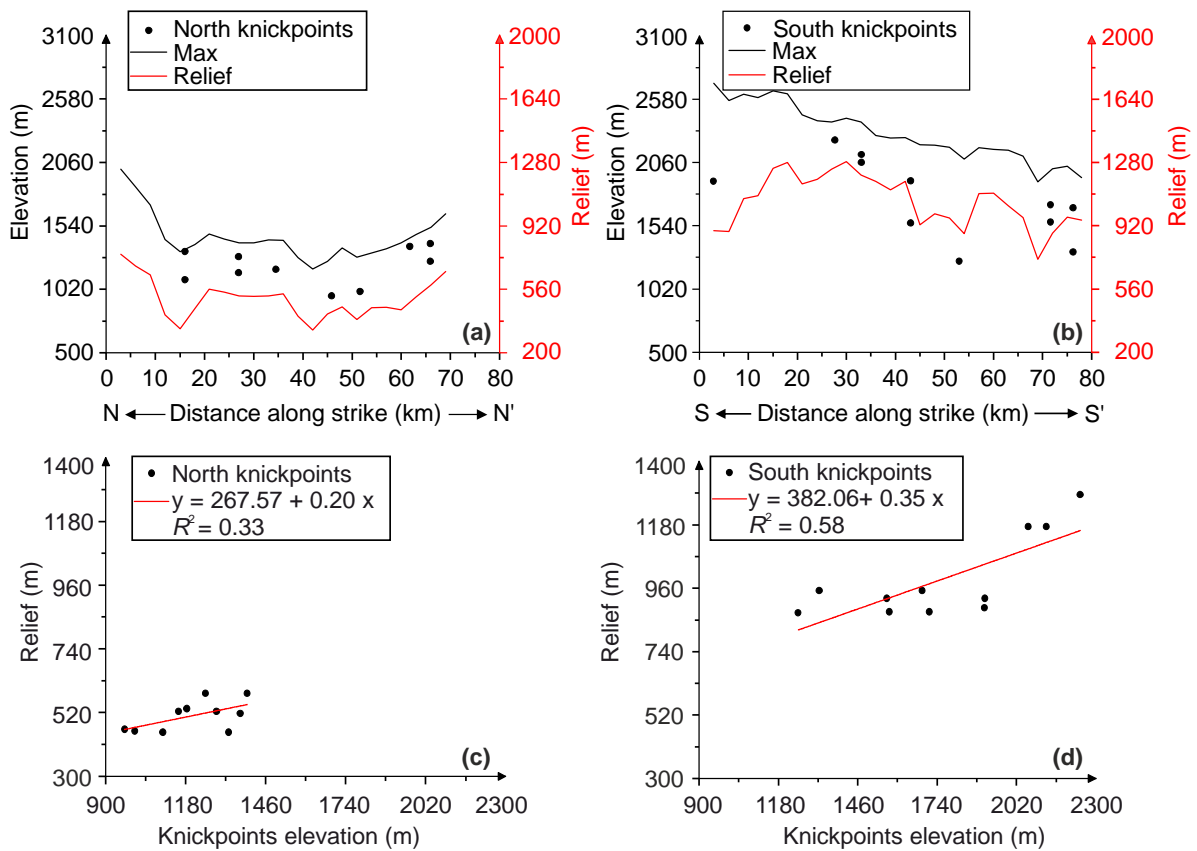 North knickpoints
Max
Relief
3100
2580
2060
1540
1020
500
Elevation (m)
2000
1640
1280
920
560
200
Relief (m)
(a)
0 10 20 30 40 50 60 70 80
N Distance along strike (km) N'
South knickpoints
Max
Relief
3100
2580
2060
1540
1020
500
Elevation (m)
2000
1640
1280
920
560
200
Relief (m)
(b)
0 10 20 30 40 50 60 70 80
S Distance along strike (km) S'
North knickpoints
y = 267.57 + 0.20 x
R² = 0.33
1400
1180
960
740
520
300
Relief (m)
(c)
900 1180 1460 1740 2020 2300
Knickpoints elevation (m)
South knickpoints
y = 382.06+ 0.35 x
R² = 0.58
1400
1180
960
740
520
300
Relief (m)
(d)
900 1180 1460 1740 2020 2300
Knickpoints elevation (m)